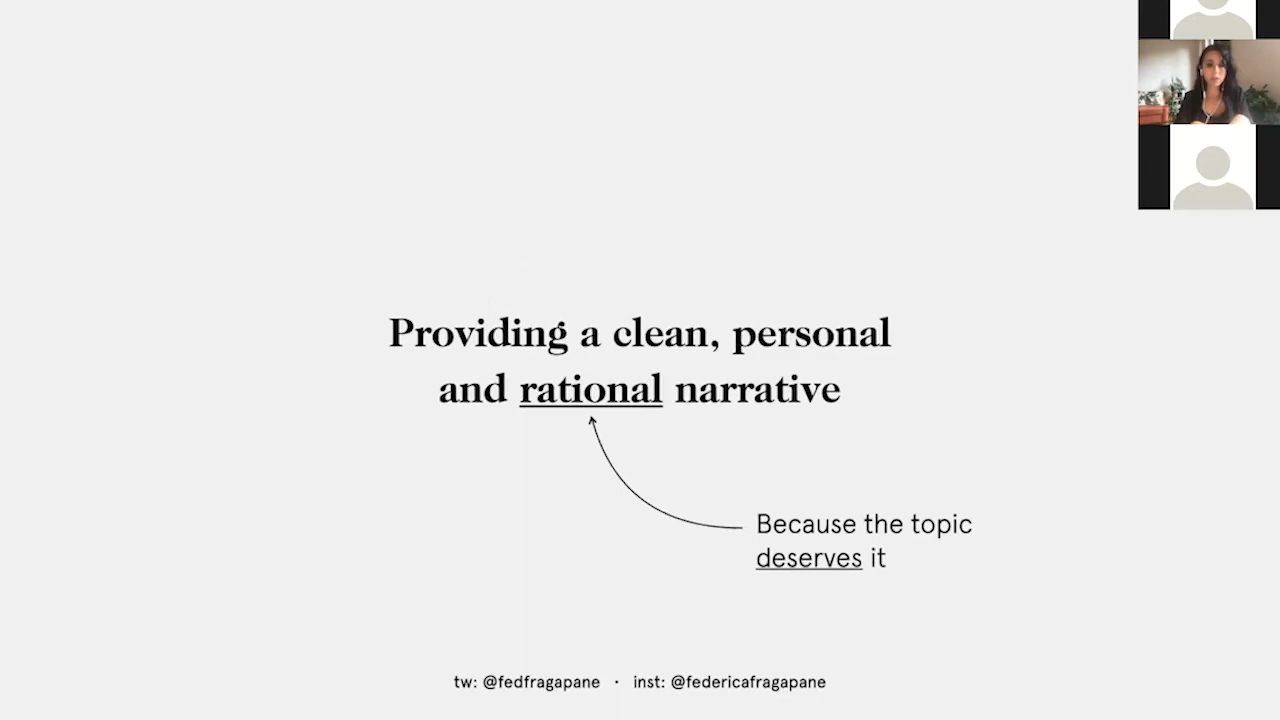 Providing a clean, personal
and rational narrative
Because the topic
deserves it
tw: @fedfragapane · inst: @federicafragapane